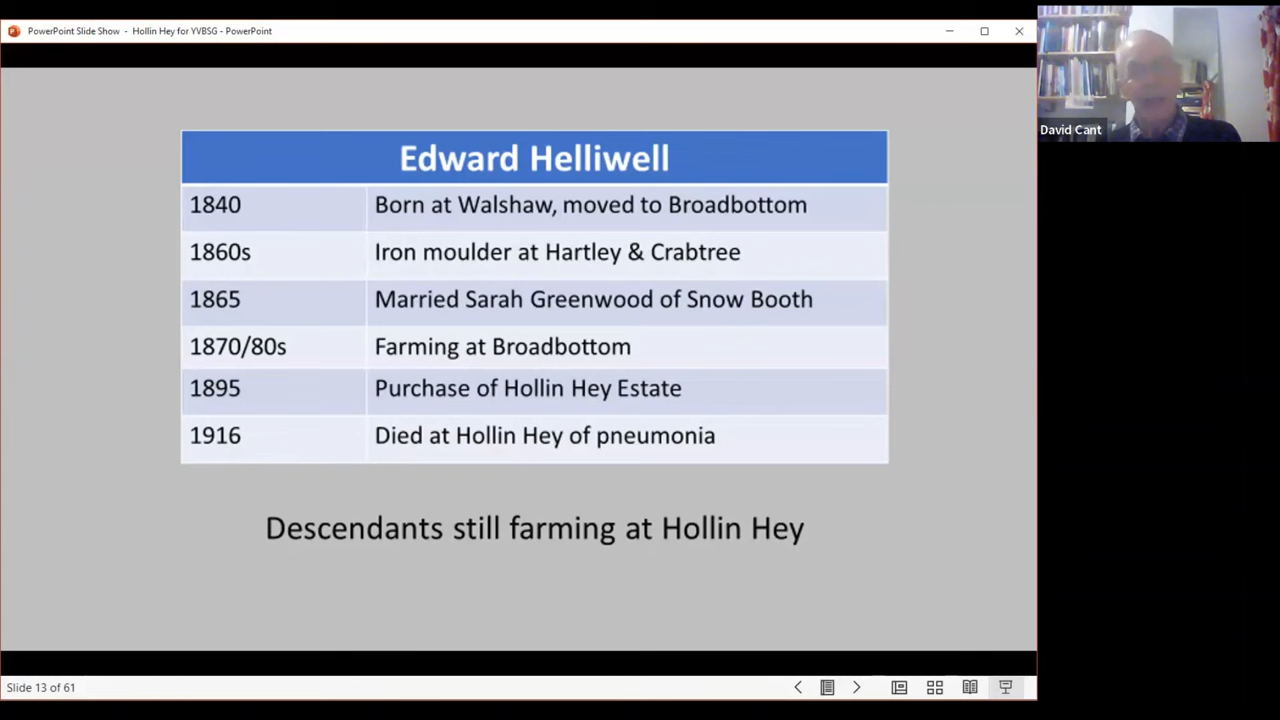 PowerPoint Slide Show - Hollin Hey for YVBSG - PowerPoint
David Cant
Edward Helliwell
1840 Born at Walshaw, moved to Broadbottom
1860s Iron moulder at Hartley & Crabtree
1865 Married Sarah Greenwood of Snow Booth
1870/80s Farming at Broadbottom
1895 Purchase of Hollin Hey Estate
1916 Died at Hollin Hey of pneumonia
Descendants still farming at Hollin Hey
Slide 13 of 61